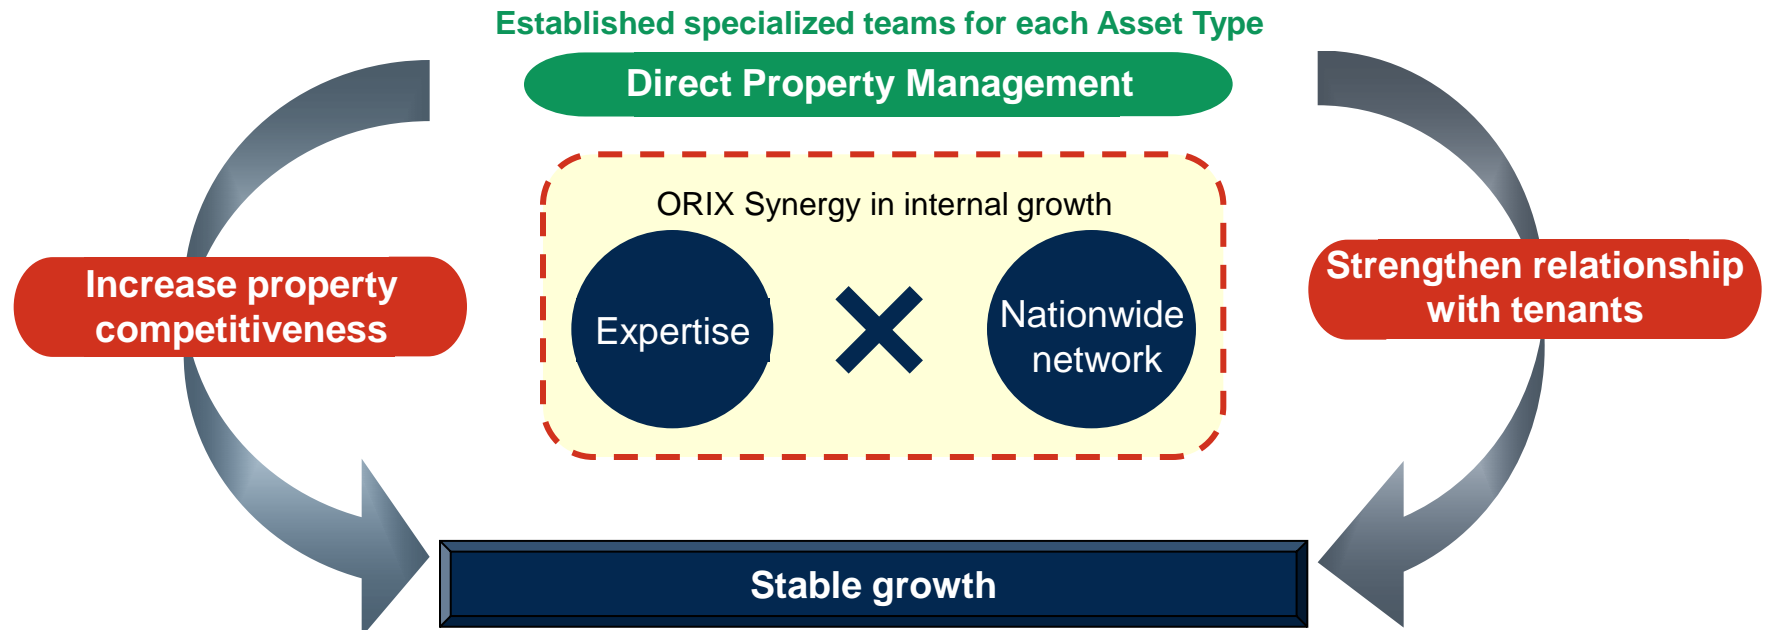 Established specialized teams for each Asset Type
Direct Property Management
ORIX Synergy in internal growth
Increase property
competitiveness
Expertise
Nationwide
network
Strengthen relationship
with tenants
Stable growth